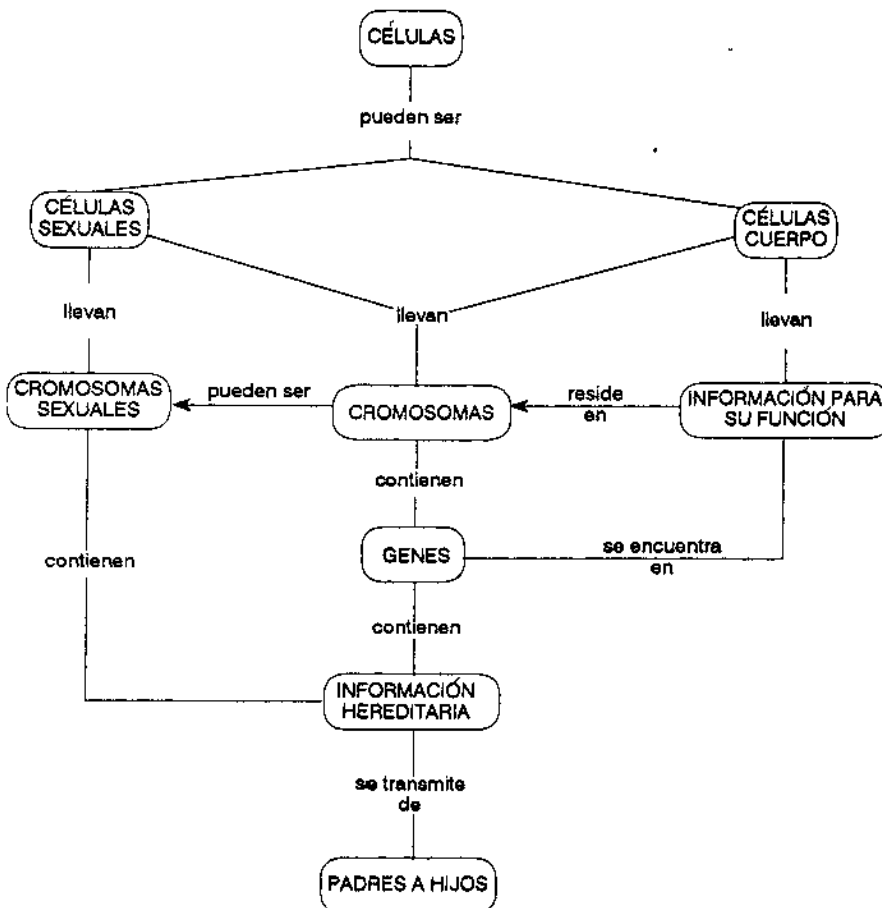 CÉLULAS
pueden ser
CÉLULAS
SEXUALES
CÉLULAS
CUERPO
llevan
llevan
llevan
CROMOSOMAS
SEXUALES
pueden ser
CROMOSOMAS
reside
en
INFORMACIÓN PARA
SU FUNCIÓN
contienen
contienen
GENES
se encuentra
en
contienen
INFORMACIÓN
HEREDITARIA
se transmite
de
PADRES A HIJOS